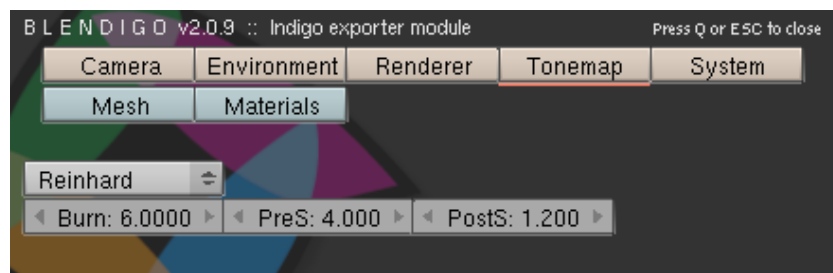 B L E N D I G O v2.0.9 :: Indigo exporter module Press Q or ESC to close
Camera Environment Renderer Tonemap System
Mesh Materials
Reinhard
Burn: 6.0000 PreS: 4.000 PostS: 1.200